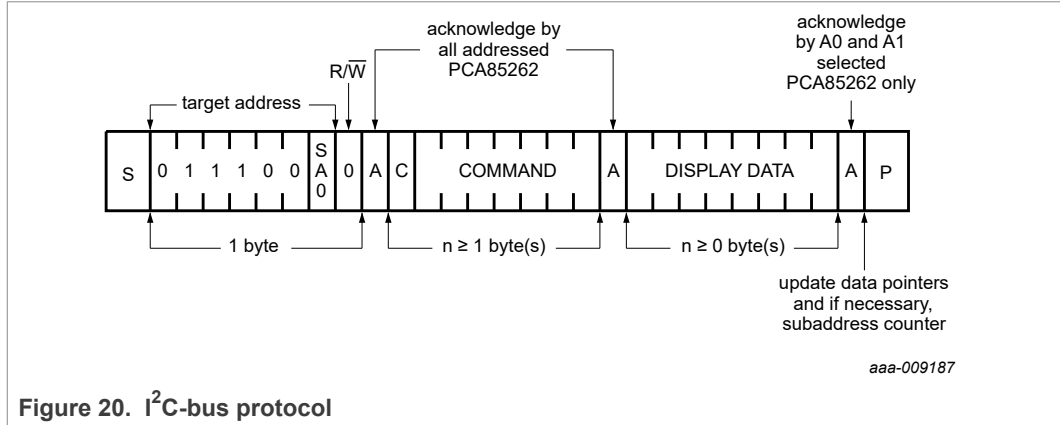 acknowledge by
all addressed
PCA85262
acknowledge
by A0 and A1
selected
PCA85262 only
R/W̅
target address
S 0 1 1 1 0 0 SA0 0 A C COMMAND A DISPLAY DATA A P
1 byte
n ≥ 1 byte(s)
n ≥ 0 byte(s)
update data pointers
and if necessary,
subaddress counter
aaa-009187
Figure 20. I²C-bus protocol